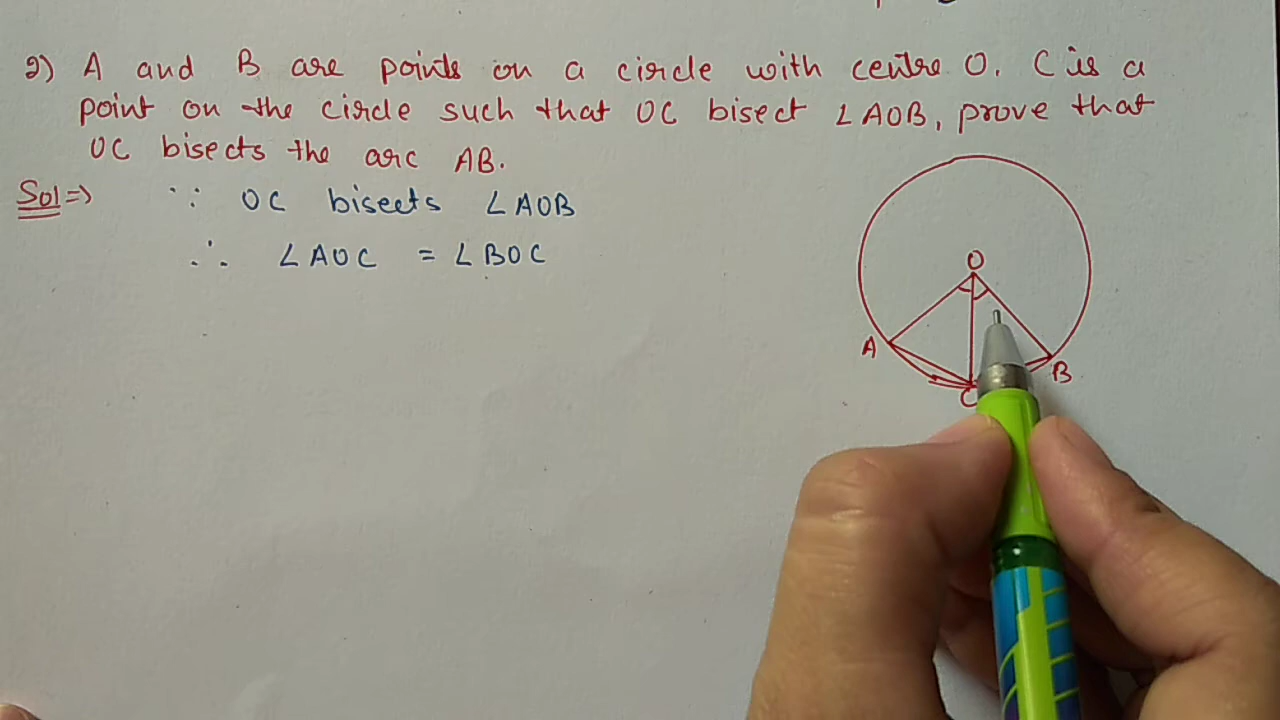 2) A and B are points on a circle with centre O. C is a
point on the circle such that OC bisect ∠AOB, prove that
OC bisects the arc AB.
Sol⇒ ∵ OC bisects ∠AOB
∴ ∠AOC = ∠BOC
O
A
B
C